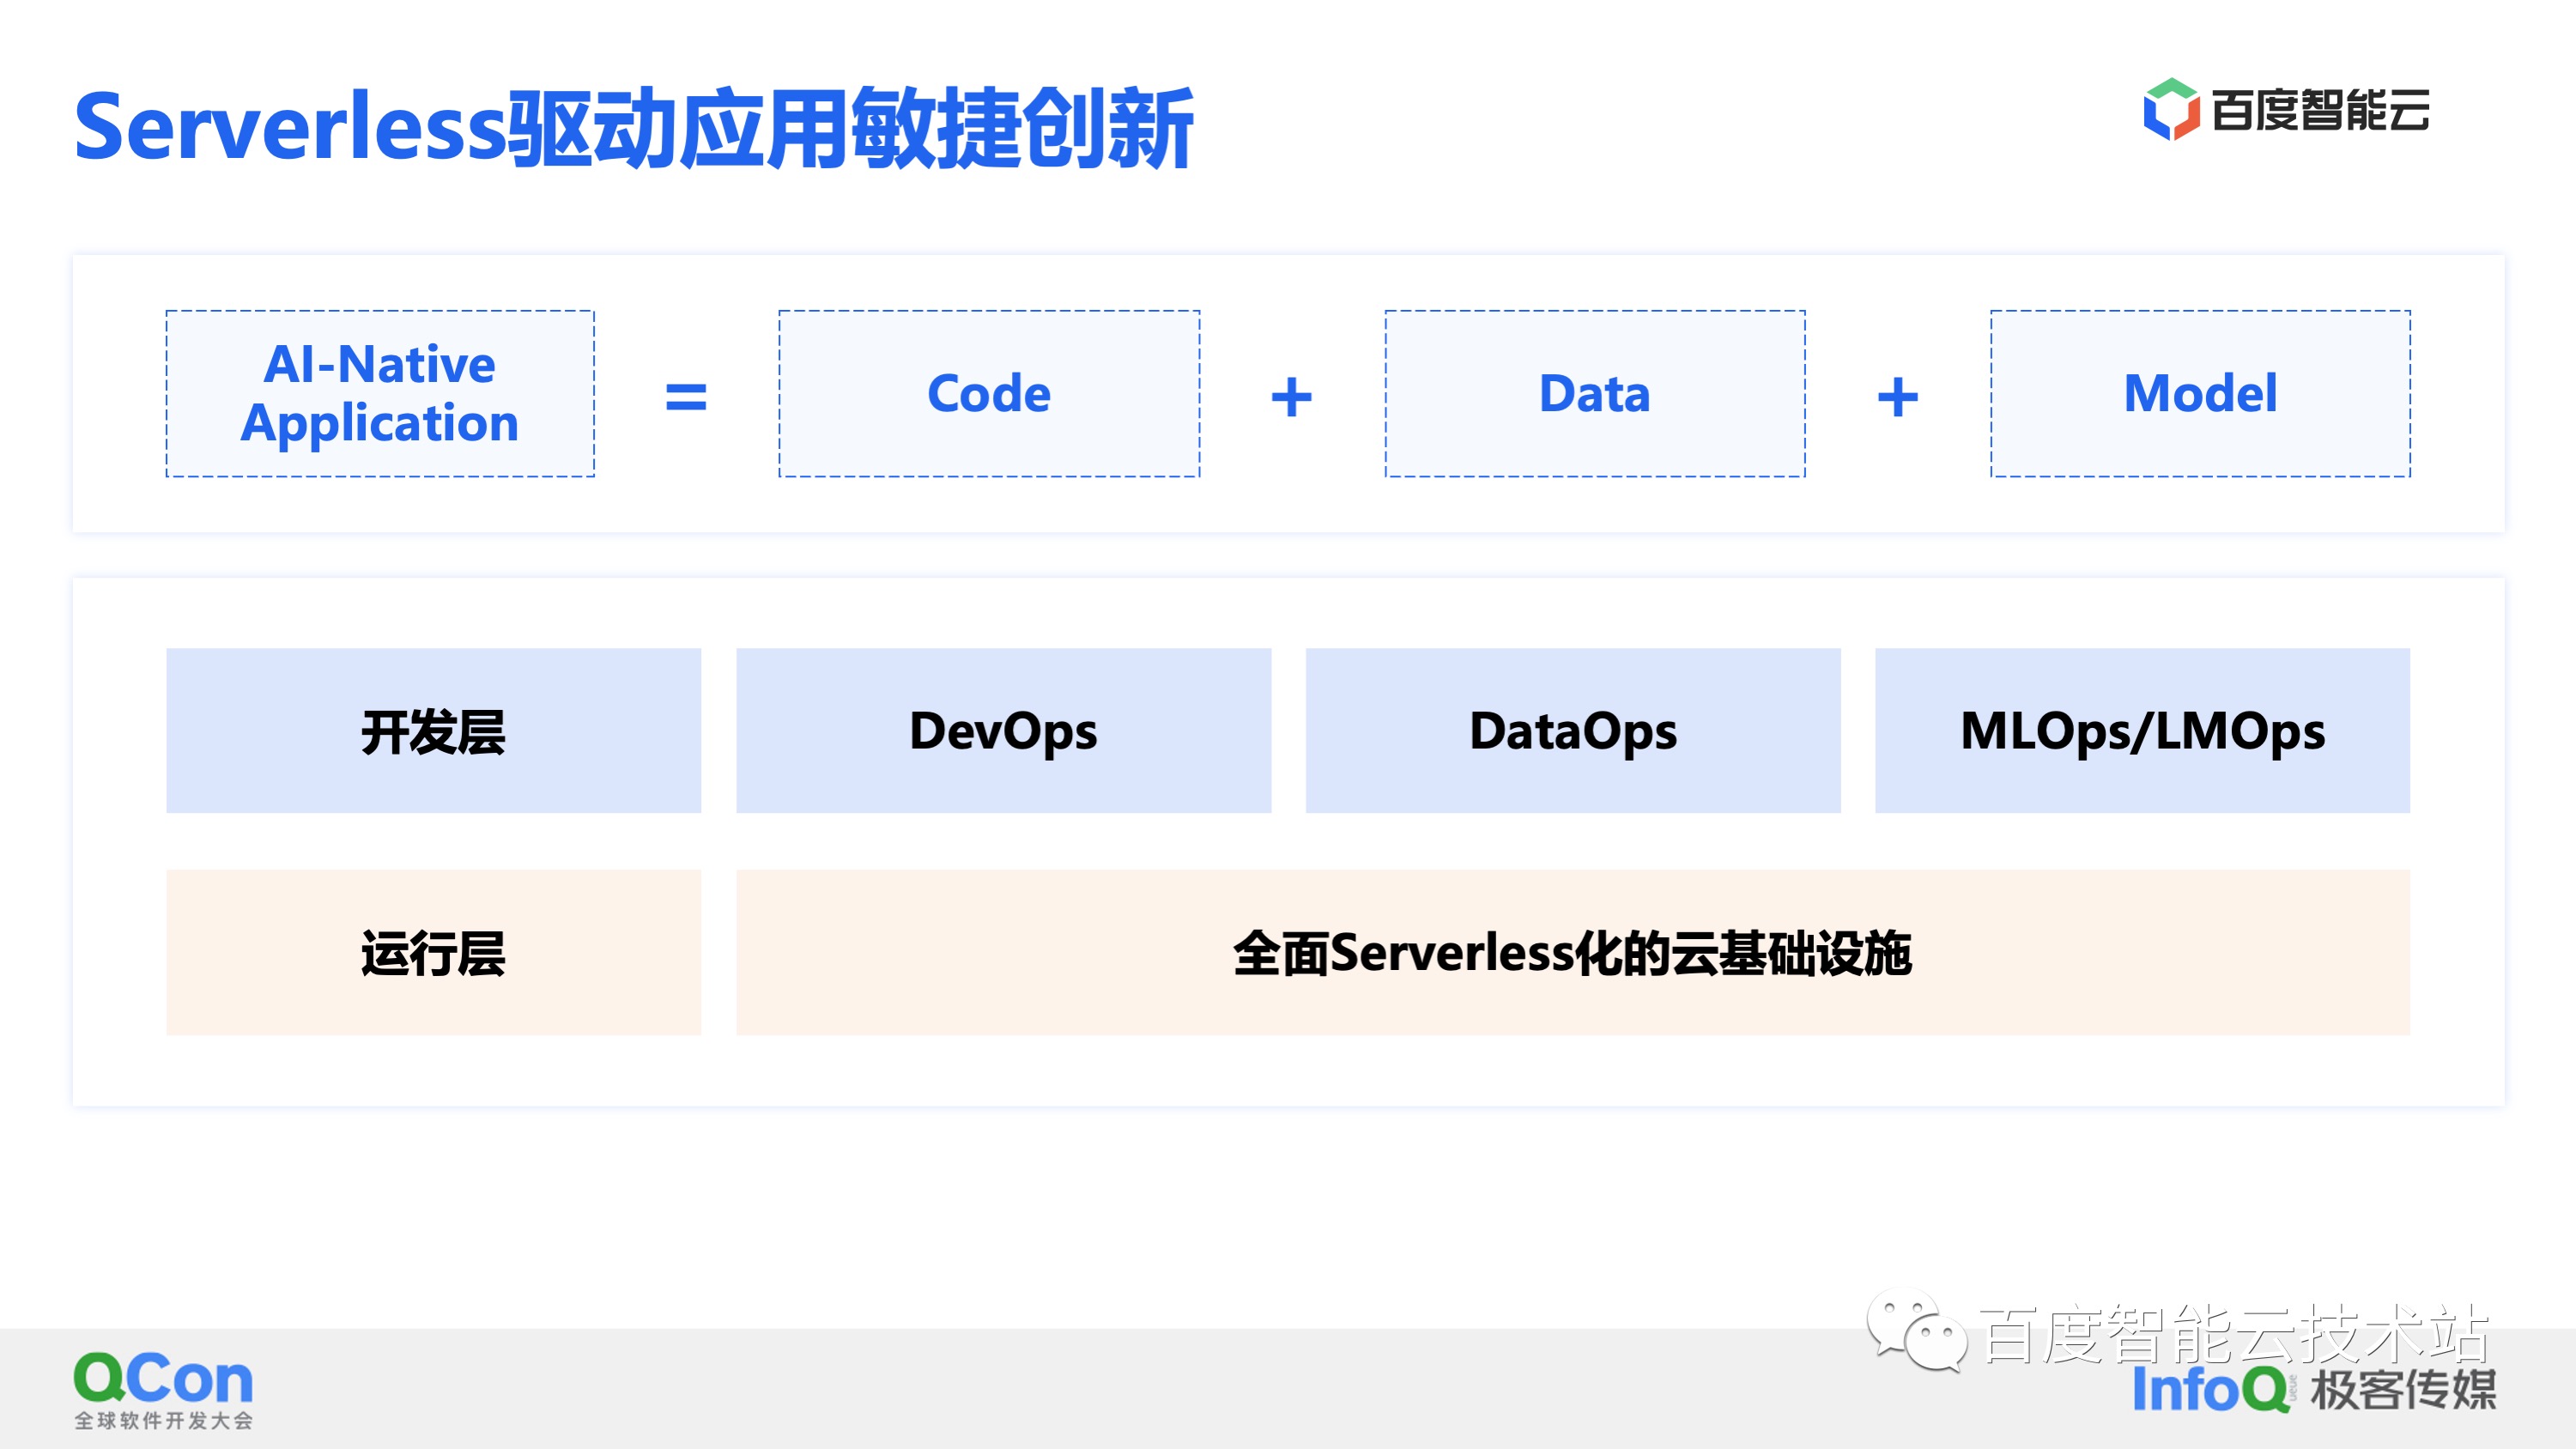 Serverless驱动应用敏捷创新
百度智能云
AI-Native
Application
=
Code
+
Data
+
Model
开发层
DevOps
DataOps
MLOps/LMOps
运行层
全面Serverless化的云基础设施
百度智能云技术站
QCon
全球软件开发大会
InfoQ ueue 极客传媒